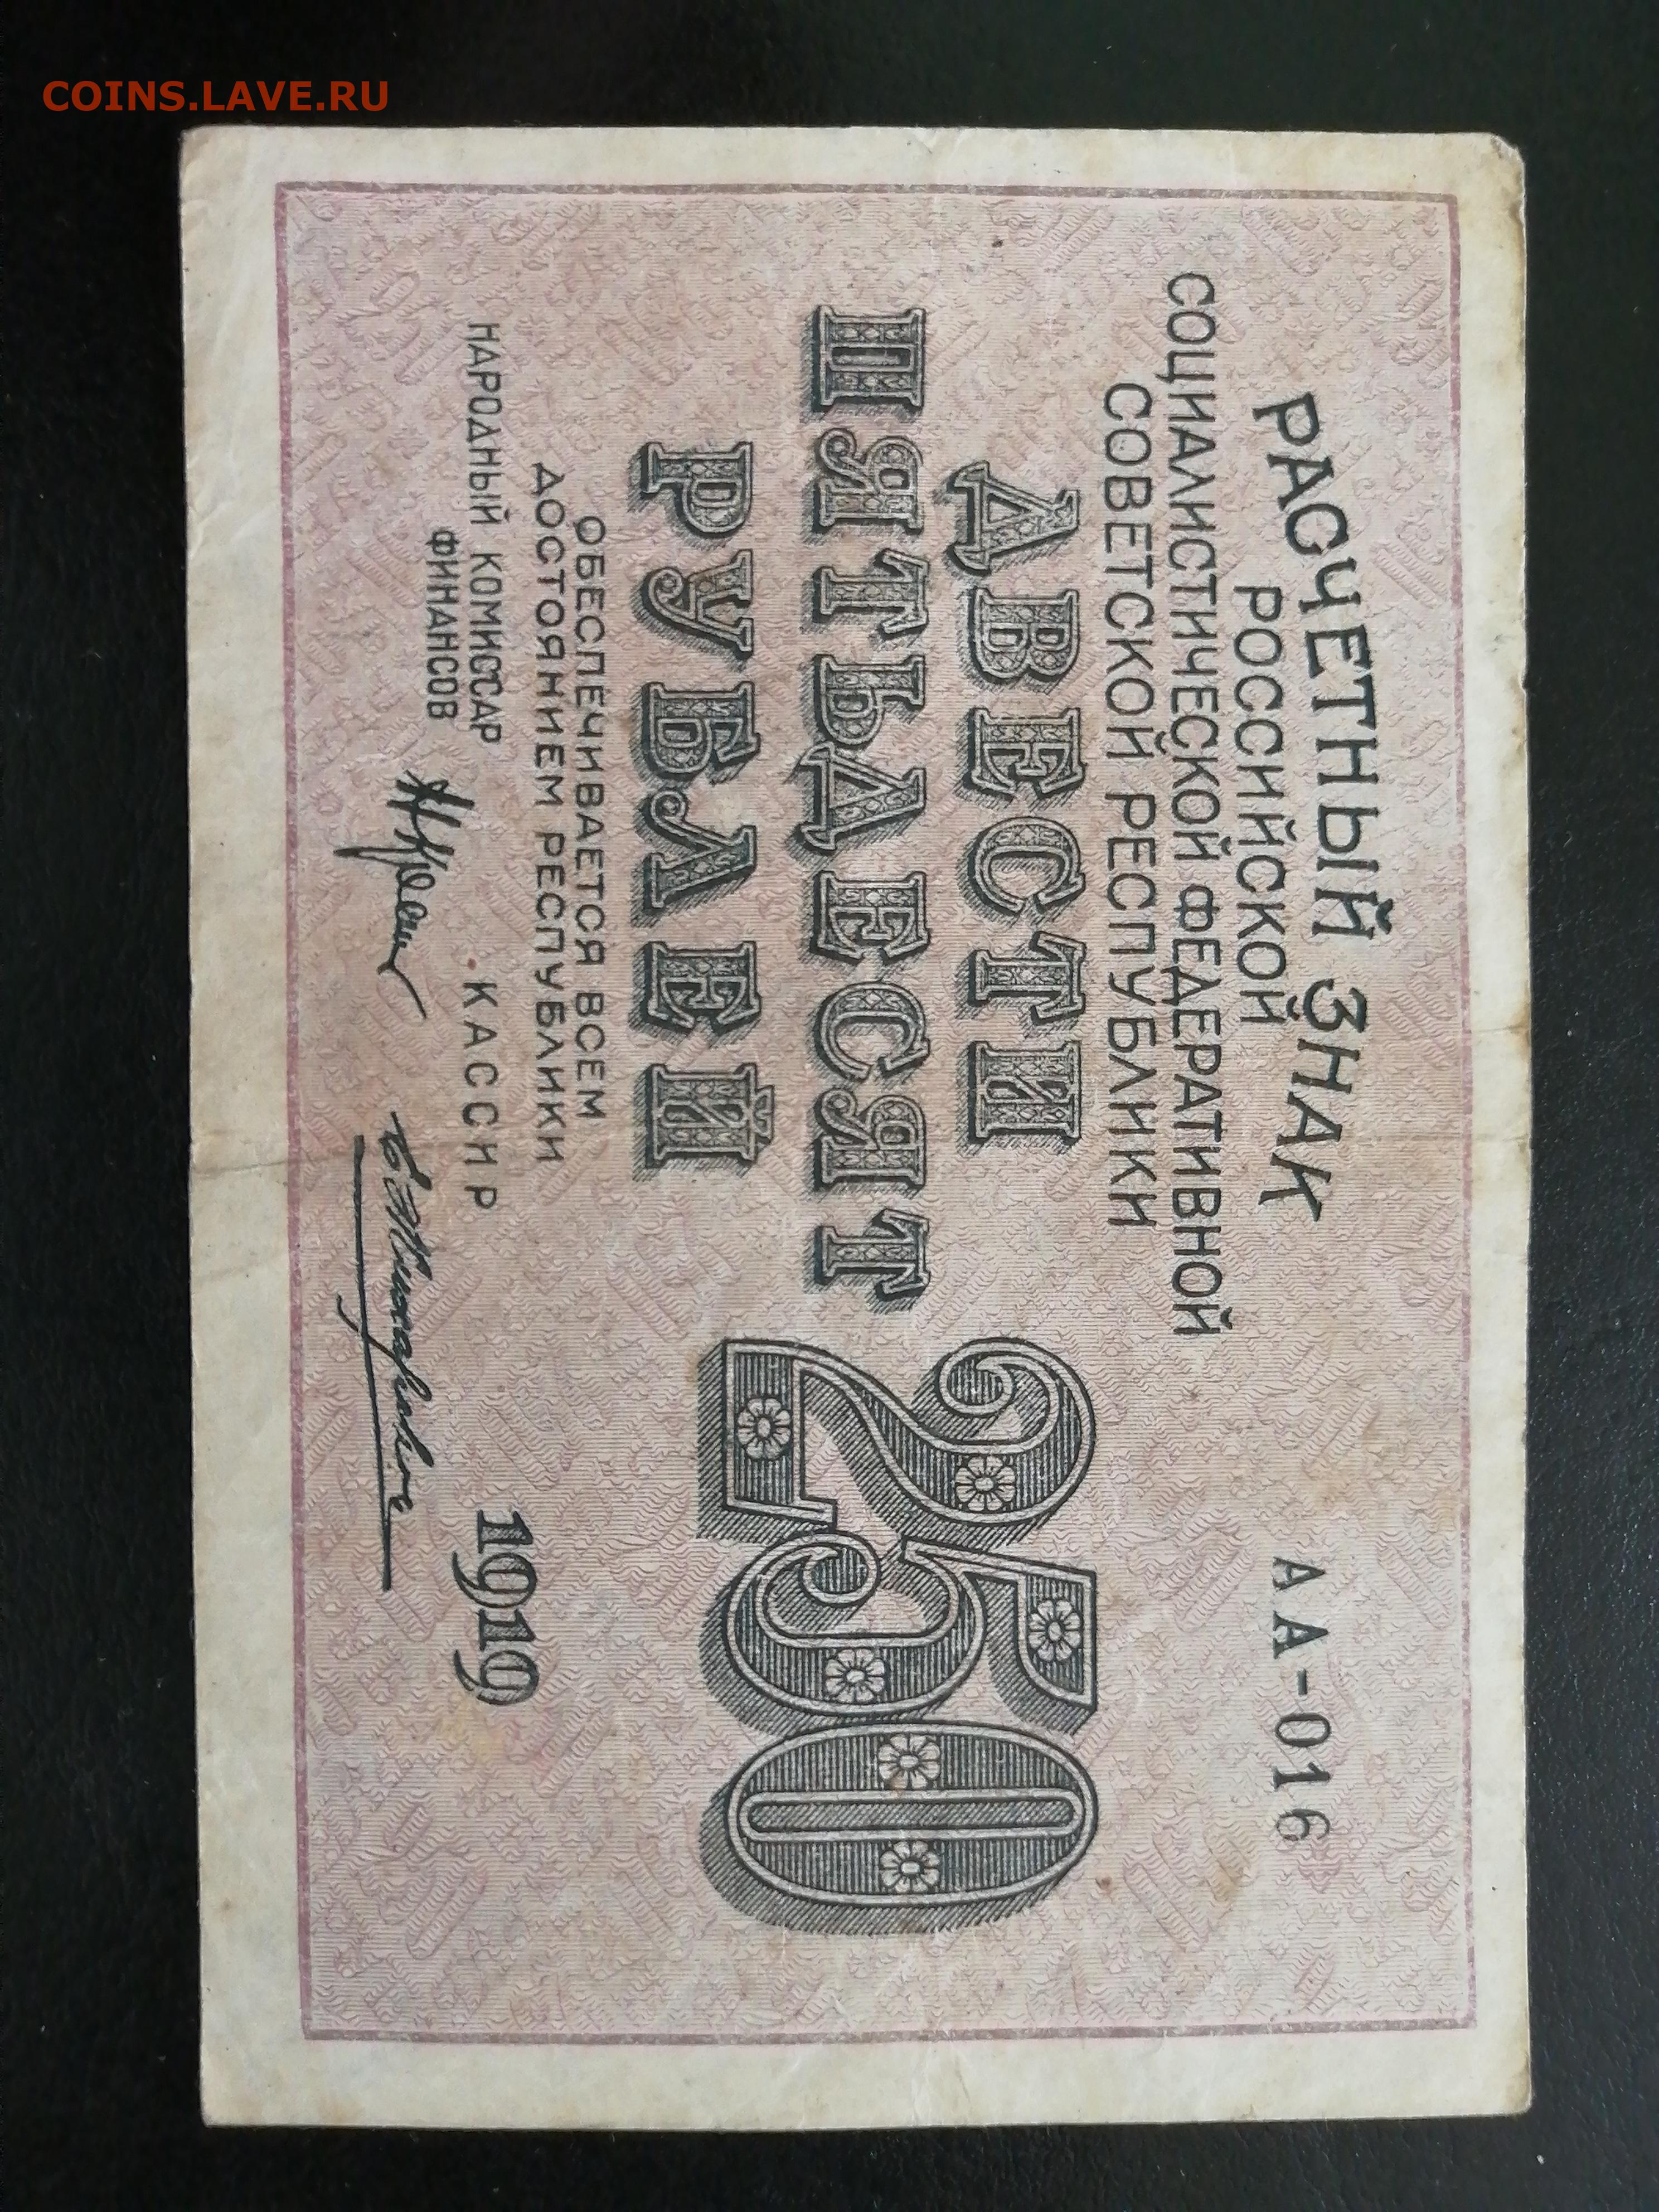 COINS.LAVE.RU
РАСЧЕТНЫЙ ЗНАК
РОССИЙСКОЙ
СОЦИАЛИСТИЧЕСКОЙ ФЕДЕРАТИВНОЙ
СОВЕТСКОЙ РЕСПУБЛИКИ
АА-016
ДВЕСТИ
ПЯТЬДЕСЯТ
РУБЛЕЙ
250
ОБЕСПЕЧИВАЕТСЯ ВСЕМ
ДОСТОЯНИЕМ РЕСПУБЛИКИ
НАРОДНЫЙ КОМИССАР
ФИНАНСОВ
КАССИР
1919